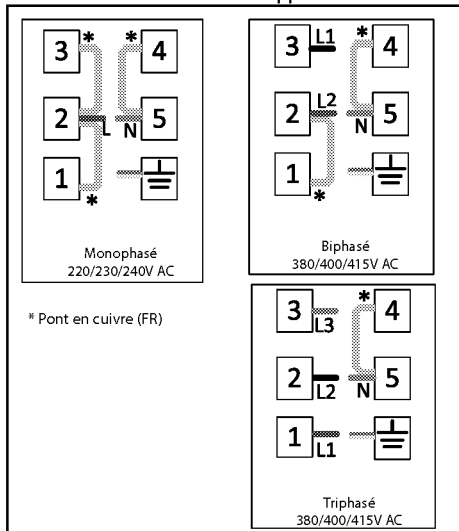 3 * * 4
2 L N 5
1 *
Monophasé
220/230/240V AC
* Pont en cuivre (FR)
3 L1 * 4
2 L2 N 5
1 *
Biphasé
380/400/415V AC
3 L3 * 4
2 L2 N 5
1 L1
Triphasé
380/400/415V AC